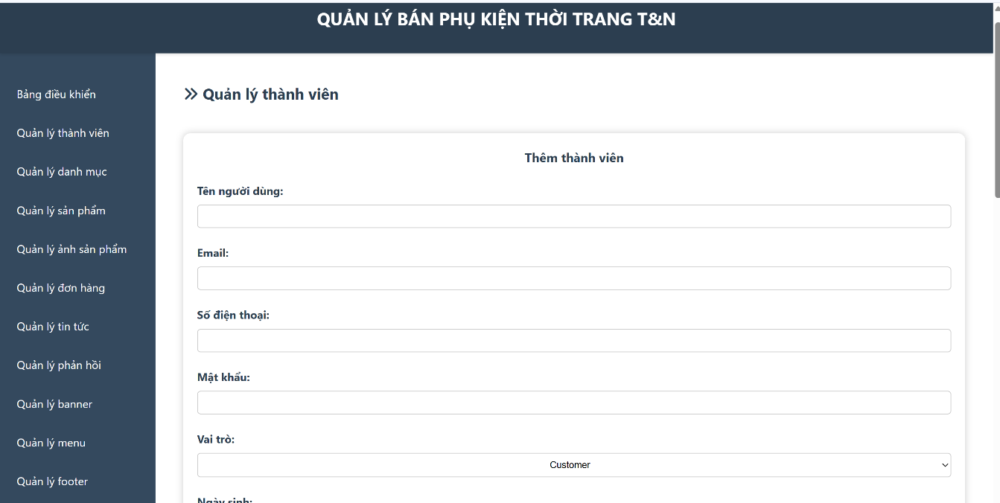 QUẢN LÝ BÁN PHỤ KIỆN THỜI TRANG T&N
Bảng điều khiển
Quản lý thành viên
Quản lý danh mục
Quản lý sản phẩm
Quản lý ảnh sản phẩm
Quản lý đơn hàng
Quản lý tin tức
Quản lý phản hồi
Quản lý banner
Quản lý menu
Quản lý footer
Quản lý thành viên
Thêm thành viên
Tên người dùng:
Email:
Số điện thoại:
Mật khẩu:
Vai trò:
Customer
Ngày sinh: